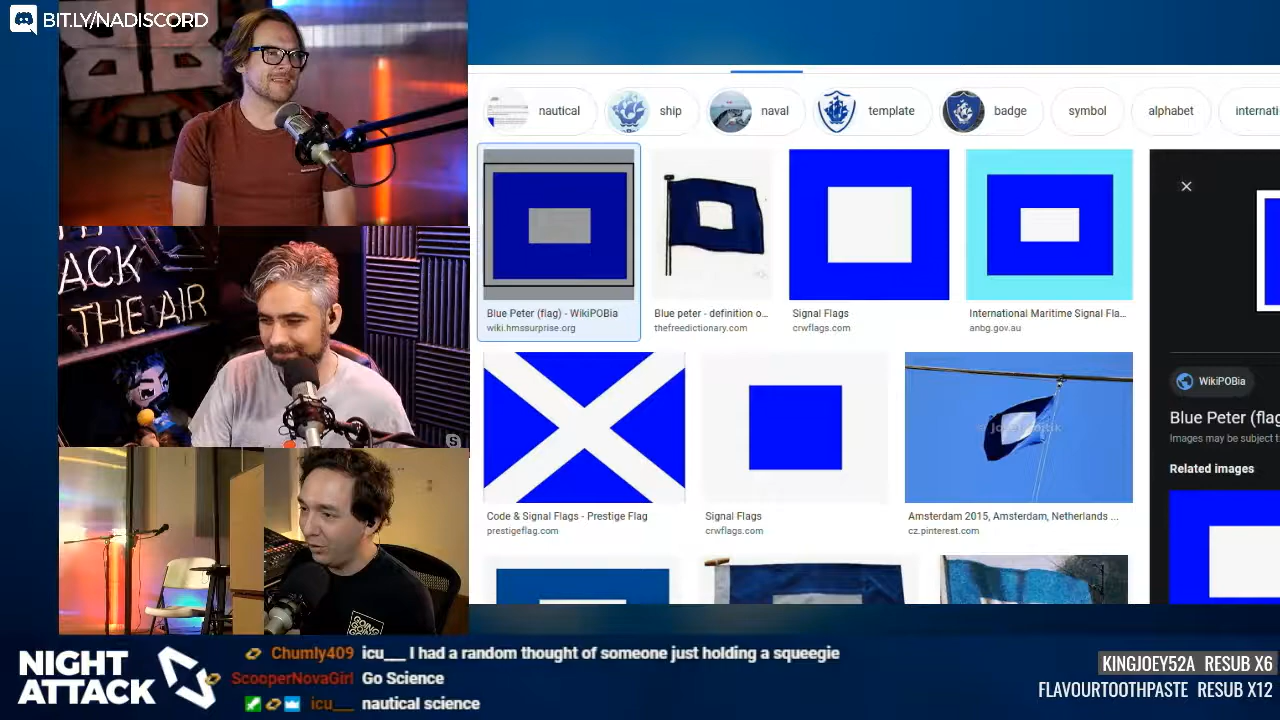 BIT.LY/NADISCORD
ACK
THE AIR
nautical
ship
naval
template
badge
symbol
alphabet
internati
Blue Peter (flag) - WikiPOBia
wiki.hmssurprise.org
Blue peter - definition o...
thefreedictionary.com
Signal Flags
crwflags.com
International Maritime Signal Fla...
anbg.gov.au
Code & Signal Flags - Prestige Flag
prestigeflag.com
Signal Flags
crwflags.com
Amsterdam 2015, Amsterdam, Netherlands ...
cz.pinterest.com
WikiPOBia
Blue Peter (flag
Images may be subject t
Related images
NIGHT
ATTACK
Chumly409 icu__ I had a random thought of someone just holding a squeegie
ScooperNovaGirl Go Science
icu__ nautical science
KINGJOEY52A RESUB X6
FLAVOURTOOTHPASTE RESUB X12